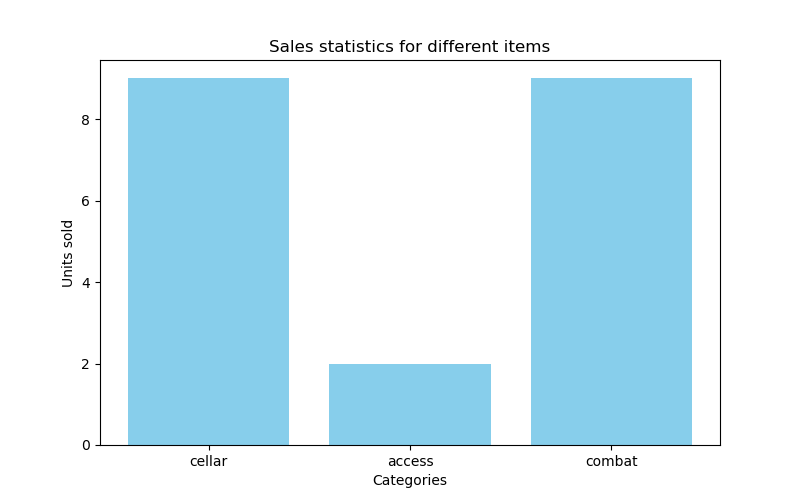 Sales statistics for different items
Units sold
8
6
4
2
0
cellar access combat
Categories